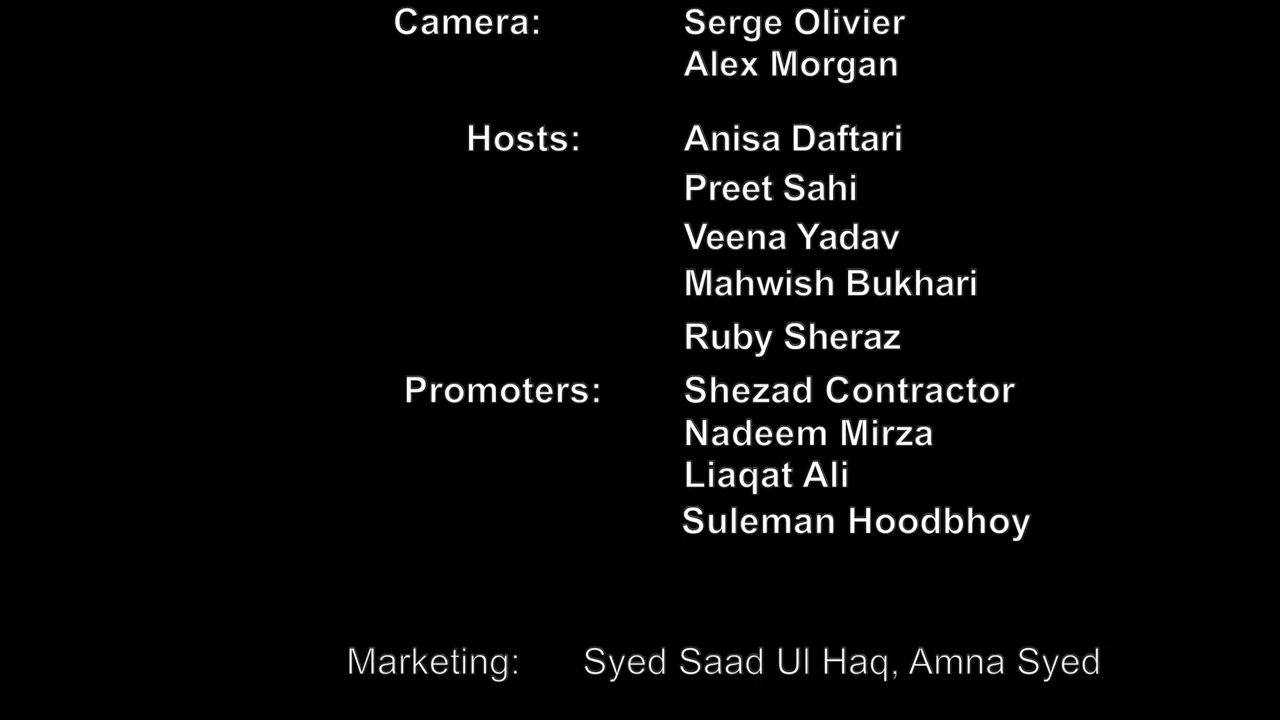 Camera: Serge Olivier
Alex Morgan
Hosts: Anisa Daftari
Preet Sahi
Veena Yadav
Mahwish Bukhari
Ruby Sheraz
Promoters: Shezad Contractor
Nadeem Mirza
Liaqat Ali
Suleman Hoodbhoy
Marketing: Syed Saad Ul Haq, Amna Syed